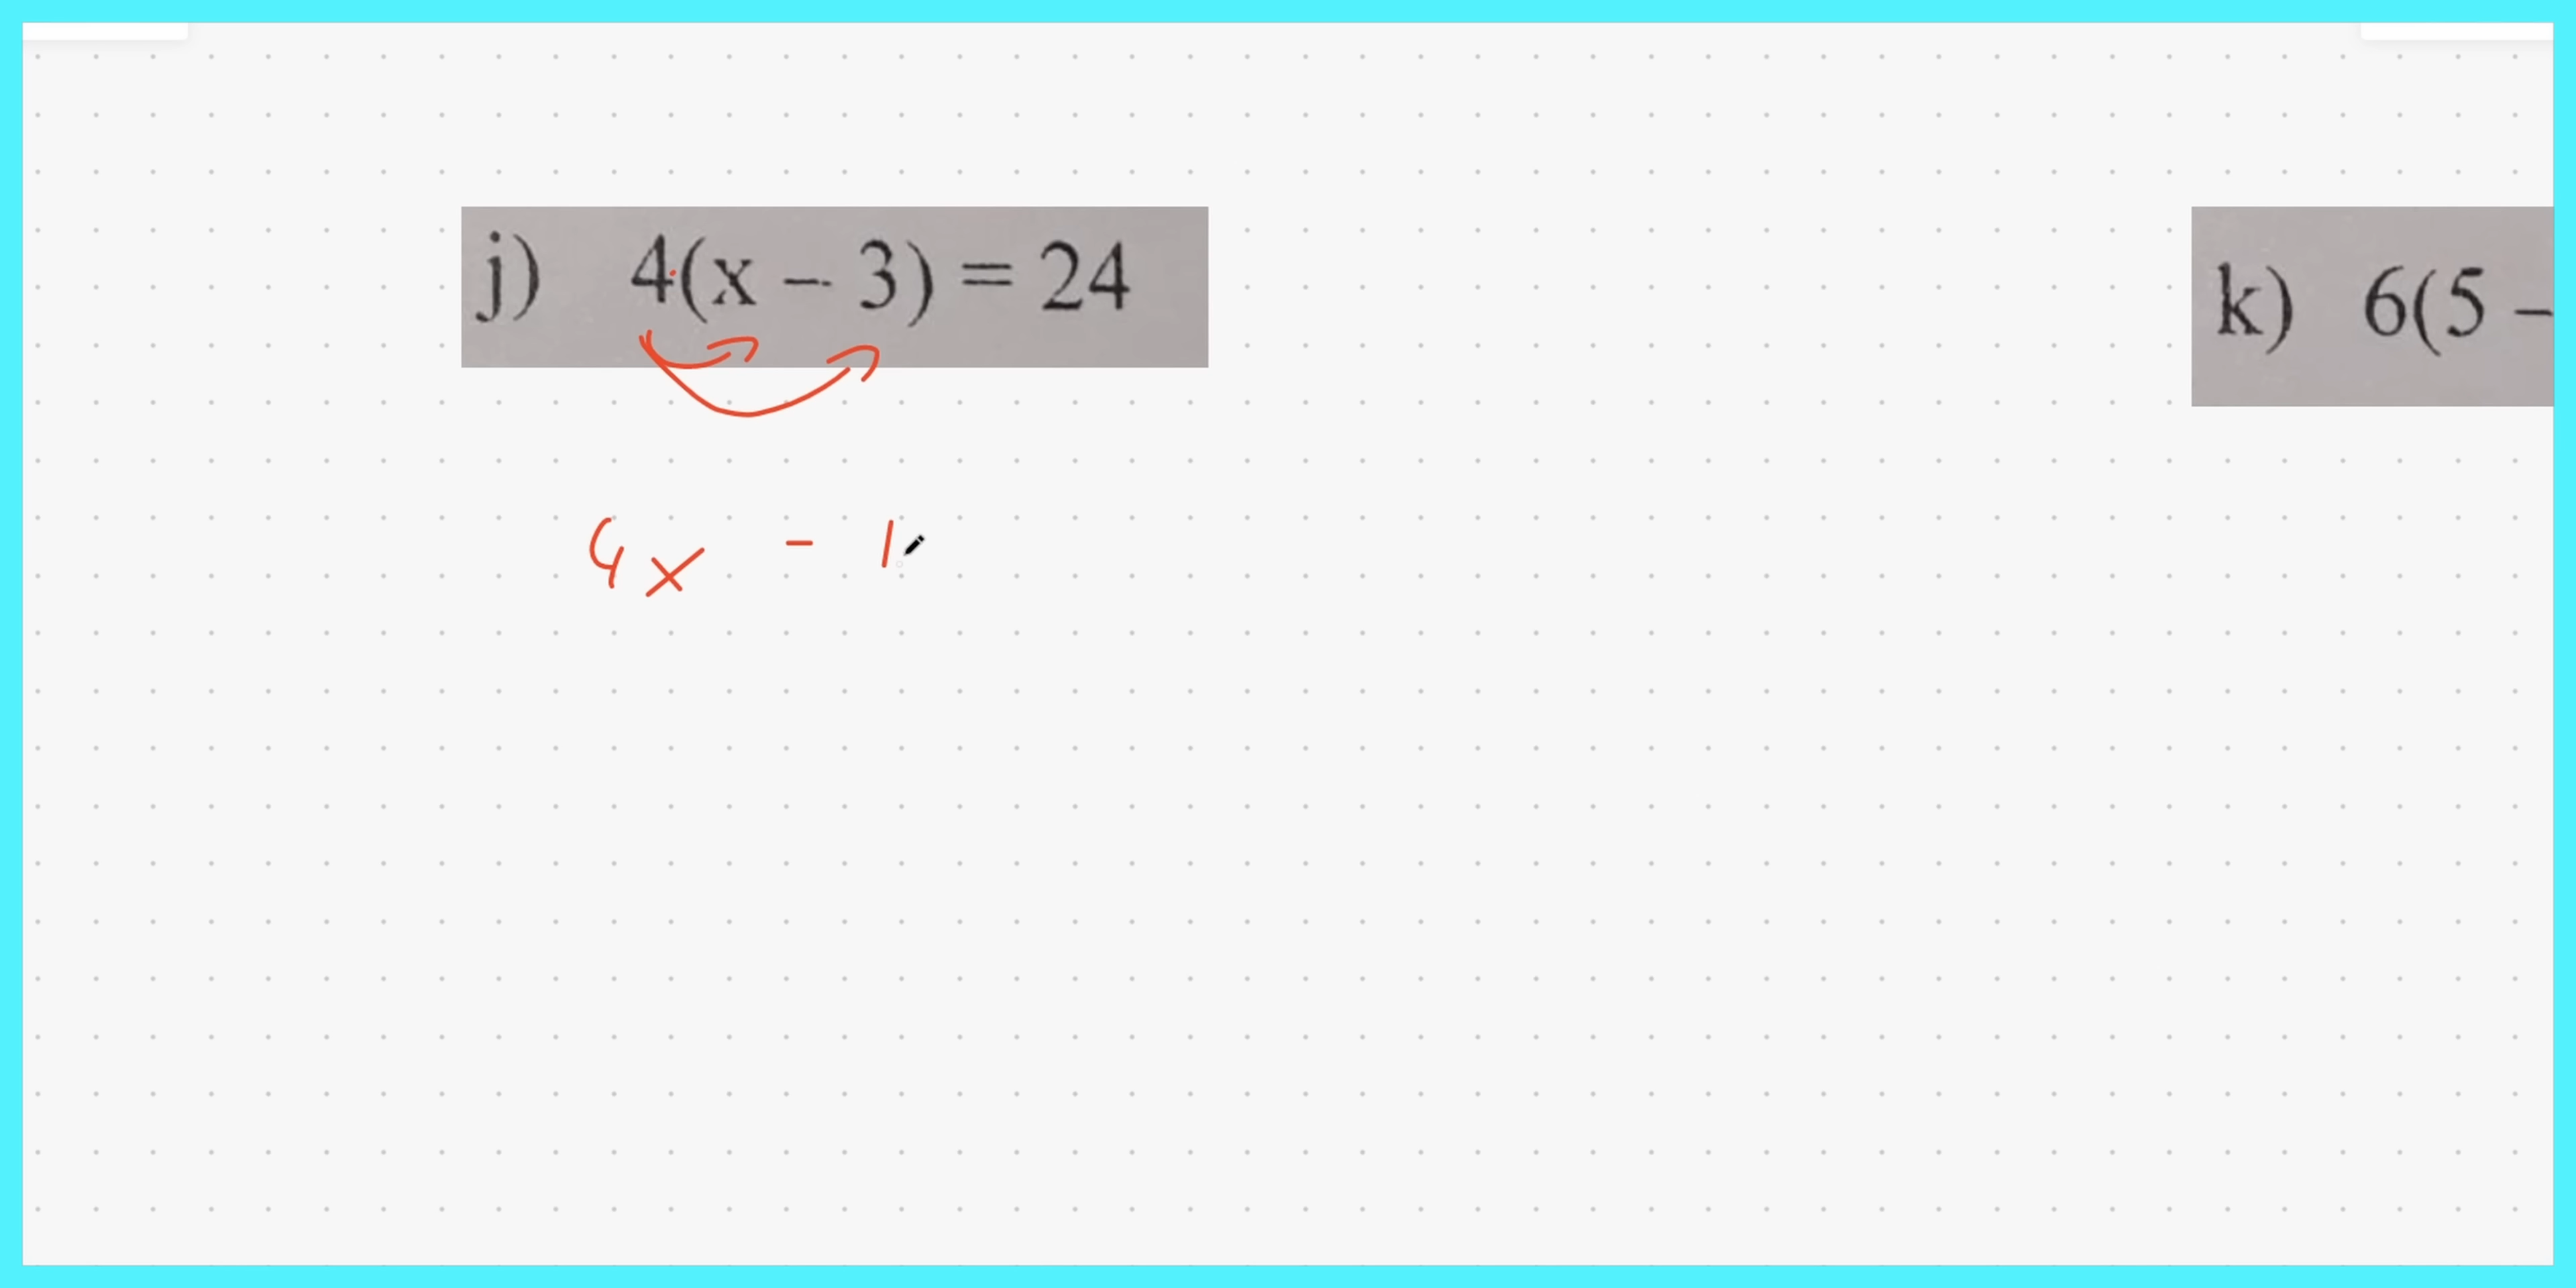 j) 4·(x – 3) = 24
k) 6(5 –
4x - 1